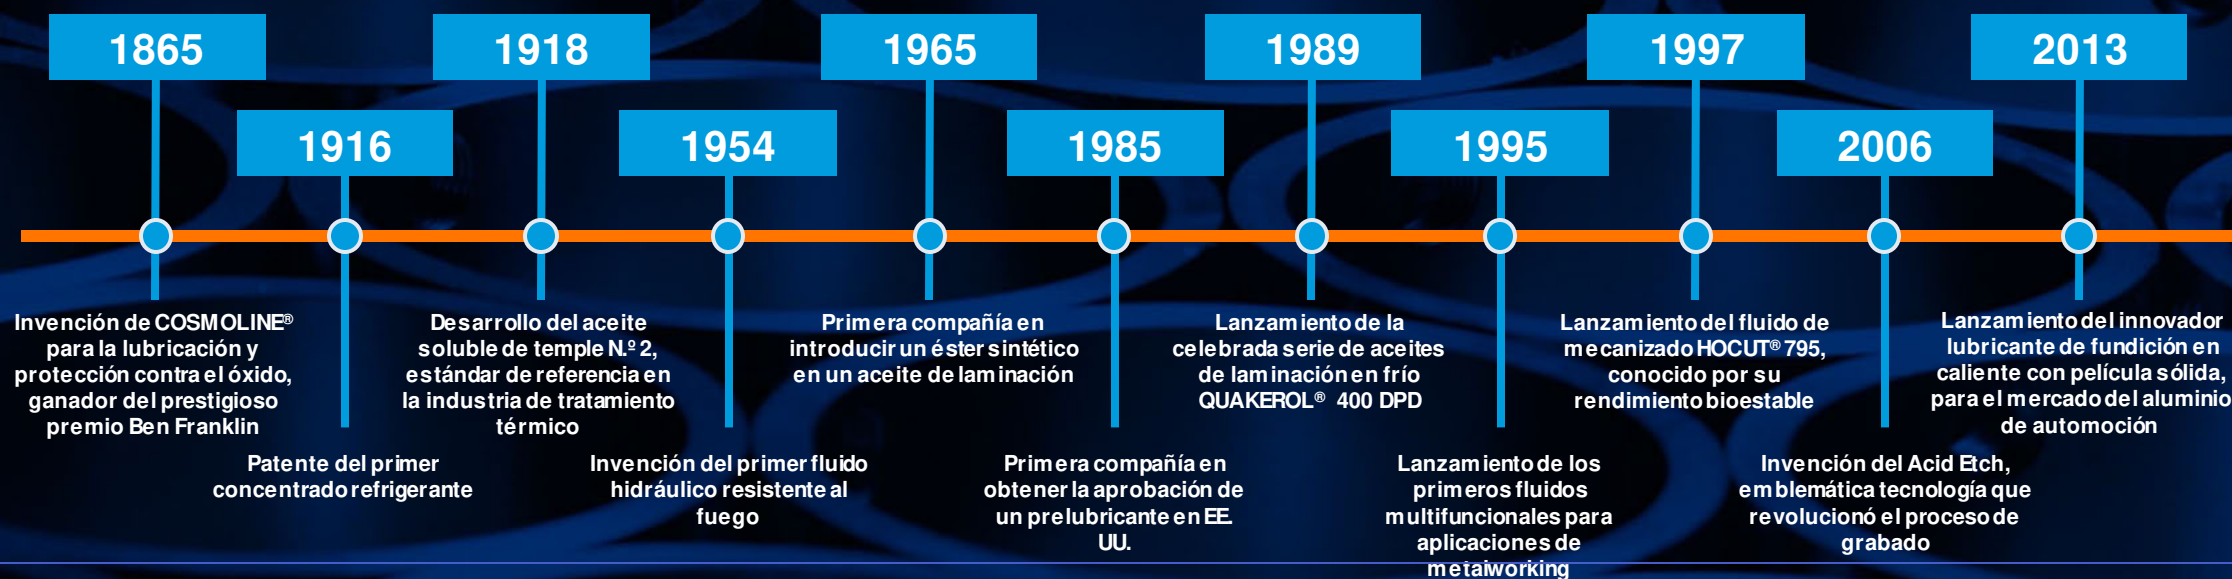 1865
Invención de COSMOLINE®
para la lubricación y
protección contra el óxido,
ganador del prestigioso
premio Ben Franklin
1916
Patente del primer
concentrado refrigerante
1918
Desarrollo del aceite
soluble de temple N.º 2,
estándar de referencia en
la industria de tratamiento
térmico
1954
Invención del primer fluido
hidráulico resistente al
fuego
1965
Primera compañía en
introducir un éster sintético
en un aceite de laminación
1985
Primera compañía en
obtener la aprobación de
un prelubricante en EE.
UU.
1989
Lanzamiento de la
celebrada serie de aceites
de laminación en frío
QUAKEROL® 400 DPD
1995
Lanzamiento de los
primeros fluidos
multifuncionales para
aplicaciones de
metalworking
1997
Lanzamiento del fluido de
mecanizado HOCUT® 795,
conocido por su
rendimiento bioestable
2006
Invención del Acid Etch,
emblemática tecnología que
revolucionó el proceso de
grabado
2013
Lanzamiento del innovador
lubricante de fundición en
caliente con película sólida,
para el mercado del aluminio
de automoción